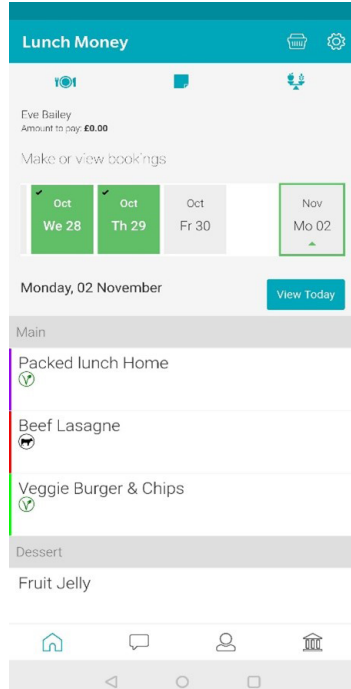 Lunch Money
Eve Bailey
Amount to pay: £0.00
Make or view bookings
Oct Oct Oct Nov
We 28 Th 29 Fr 30 Mo 02
Monday, 02 November
View Today
Main
Packed lunch Home
Beef Lasagne
Veggie Burger & Chips
Dessert
Fruit Jelly